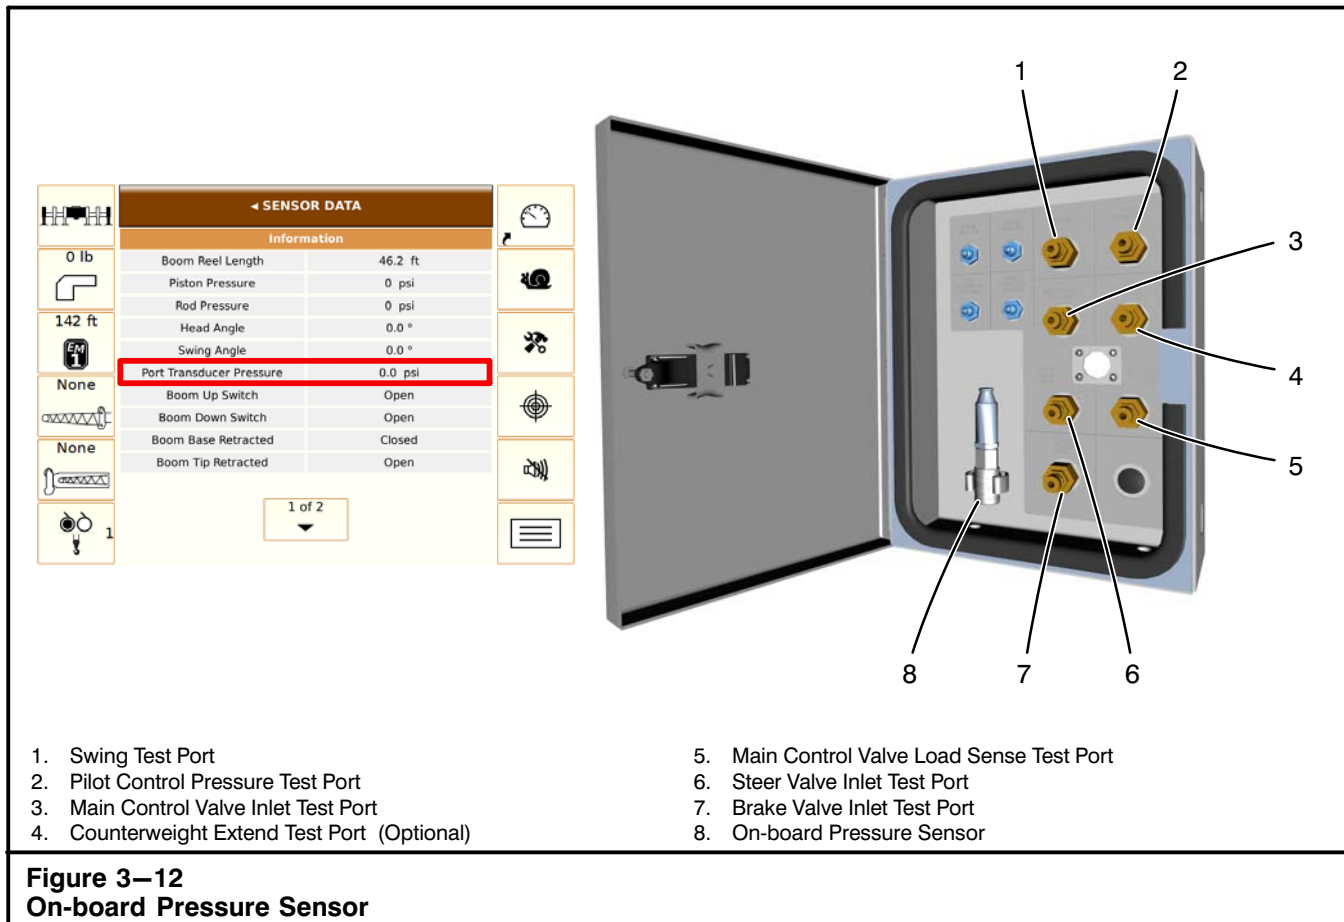 1
2
3
4
5
6
7
8
0 lb
142 ft
EM
1
None
None
1
◂ SENSOR DATA
Information
Boom Reel Length 46.2 ft
Piston Pressure 0 psi
Rod Pressure 0 psi
Head Angle 0.0 °
Swing Angle 0.0 °
Port Transducer Pressure 0.0 psi
Boom Up Switch Open
Boom Down Switch Open
Boom Base Retracted Closed
Boom Tip Retracted Open
1 of 2
1. Swing Test Port
2. Pilot Control Pressure Test Port
3. Main Control Valve Inlet Test Port
4. Counterweight Extend Test Port (Optional)
5. Main Control Valve Load Sense Test Port
6. Steer Valve Inlet Test Port
7. Brake Valve Inlet Test Port
8. On-board Pressure Sensor
Figure 3–12
On-board Pressure Sensor